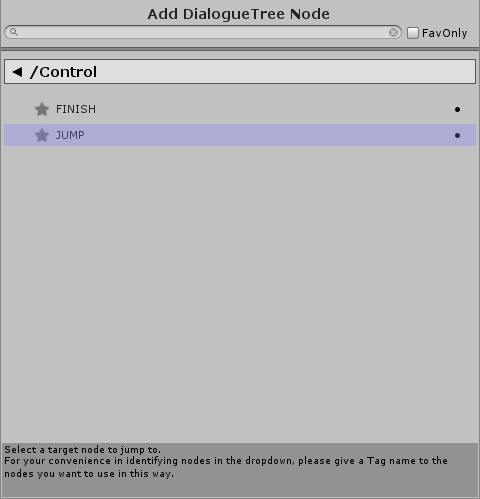 Add DialogueTree Node
FavOnly
◄ /Control
FINISH
JUMP
Select a target node to jump to.
For your convenience in identifying nodes in the dropdown, please give a Tag name to the
nodes you want to use in this way.